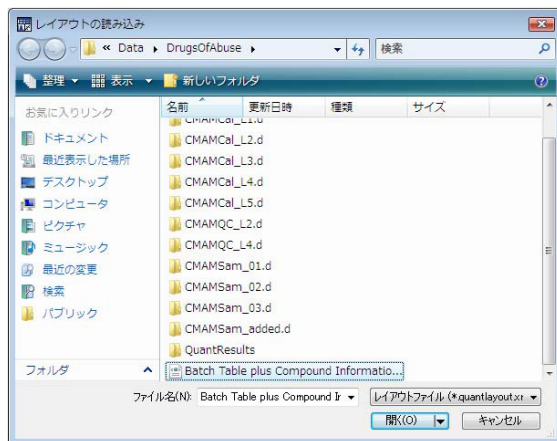 レイアウトの読み込み
« Data ▸ DrugsOfAbuse ▸
検索
整理 ▼ 表示 ▼ 新しいフォルダ
お気に入りリンク
ドキュメント
最近表示した場所
デスクトップ
コンピュータ
ピクチャ
ミュージック
最近の変更
検索
パブリック
フォルダ
名前 更新日時 種類 サイズ
CMAMCal_L1.d
CMAMCal_L2.d
CMAMCal_L3.d
CMAMCal_L4.d
CMAMCal_L5.d
CMAMQC_L2.d
CMAMQC_L4.d
CMAMSam_01.d
CMAMSam_02.d
CMAMSam_03.d
CMAMSam_added.d
QuantResults
Batch Table plus Compound Informatio...
ファイル名(N): Batch Table plus Compound Ir
レイアウトファイル (*.quantlayout.xr
開く(O) キャンセル